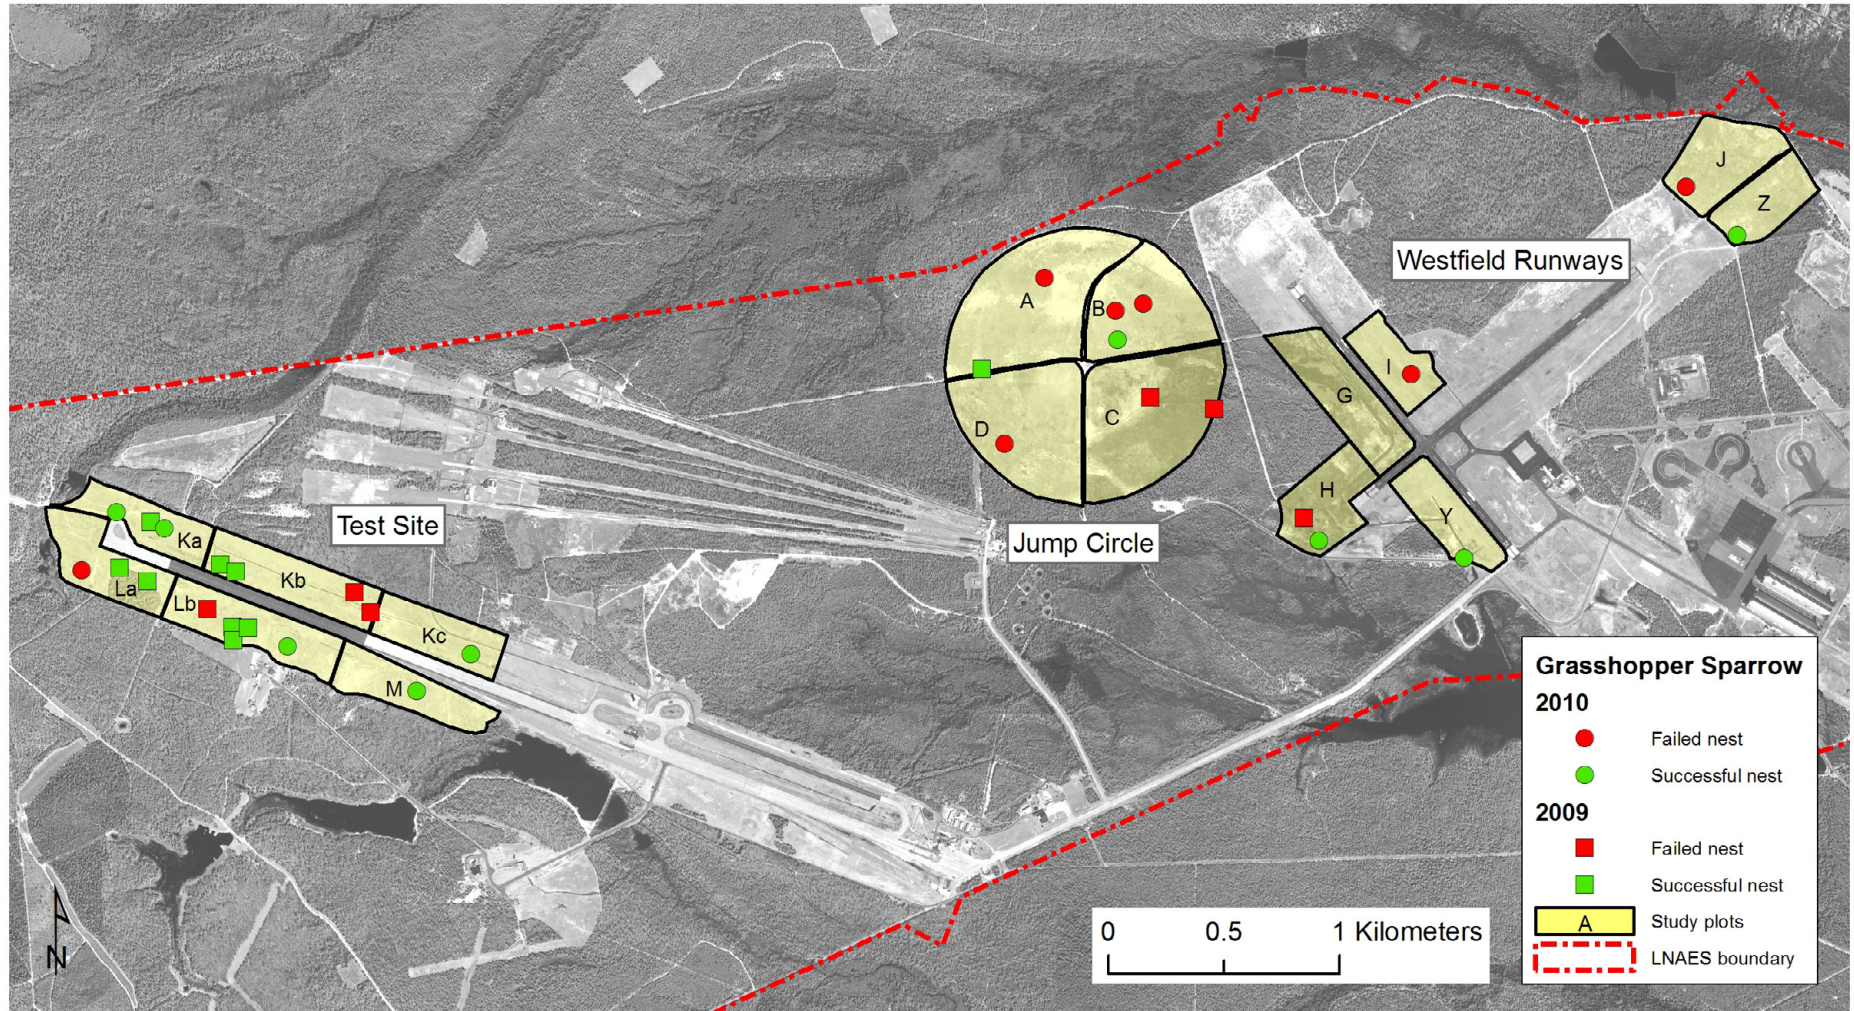 J
Z
Westfield Runways
A
B
I
G
D
C
H
Y
Test Site
Jump Circle
Ka
Kb
La
Lb
Kc
M
Grasshopper Sparrow
2010
Failed nest
Successful nest
2009
Failed nest
Successful nest
A Study plots
LNAES boundary
0 0.5 1 Kilometers
N